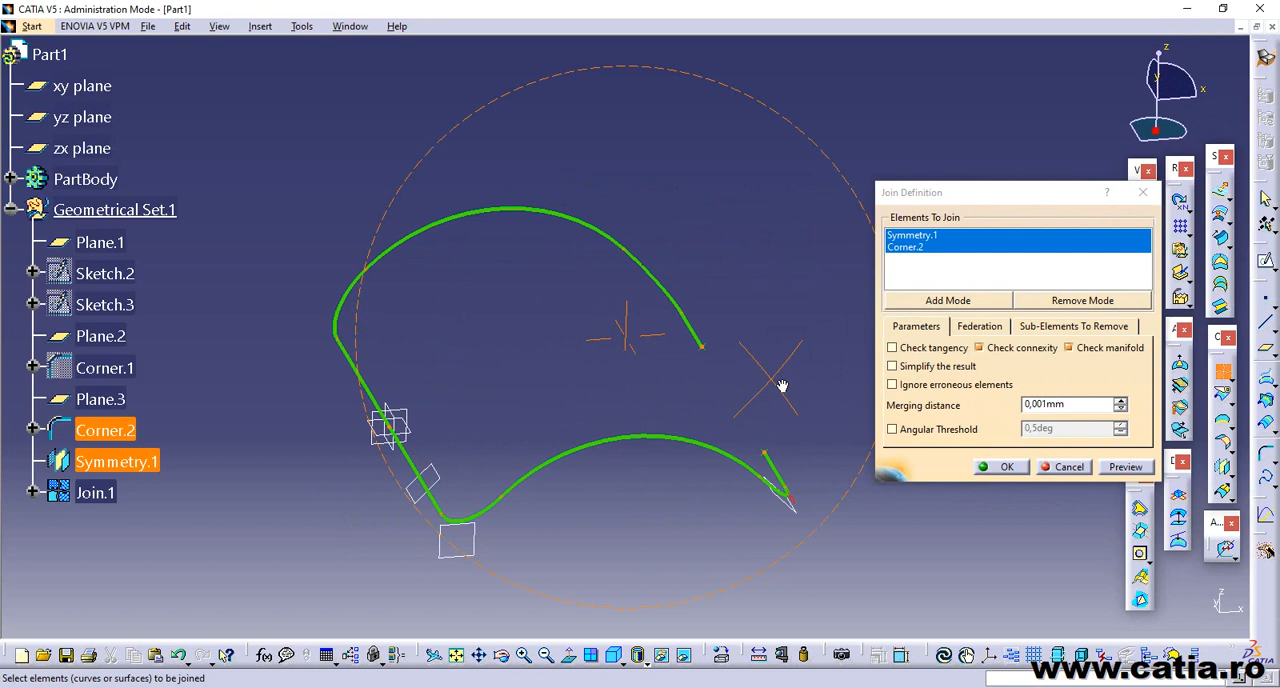 CATIA V5 : Administration Mode - [Part1]
Start ENOVIA V5 VPM File Edit View Insert Tools Window Help
Part1
xy plane
yz plane
zx plane
PartBody
Geometrical Set.1
Plane.1
Sketch.2
Sketch.3
Plane.2
Corner.1
Plane.3
Corner.2
Symmetry.1
Join.1
z
y
x
V... R... S...
Join Definition ? ×
Elements To Join
Symmetry.1
Corner.2
Add Mode Remove Mode
Parameters Federation Sub-Elements To Remove
Check tangency Check connexity Check manifold
Simplify the result
Ignore erroneous elements
Merging distance 0,001mm
Angular Threshold 0,5deg
OK Cancel Preview
A... C...
D...
A...
z
y x
f(x)
www.catia.ro
Select elements (curves or surfaces) to be joined